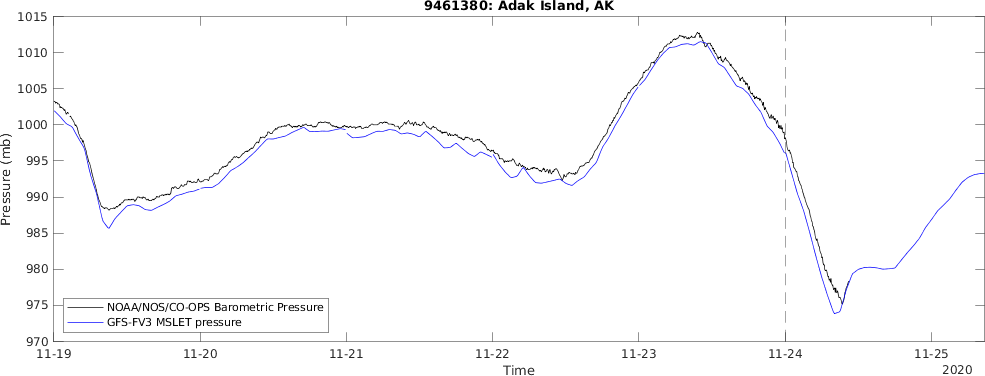 9461380: Adak Island, AK
Pressure (mb)
1015
1010
1005
1000
995
990
985
980
975
970
NOAA/NOS/CO-OPS Barometric Pressure
GFS-FV3 MSLET pressure
11-19 11-20 11-21 11-22 11-23 11-24 11-25
Time
2020